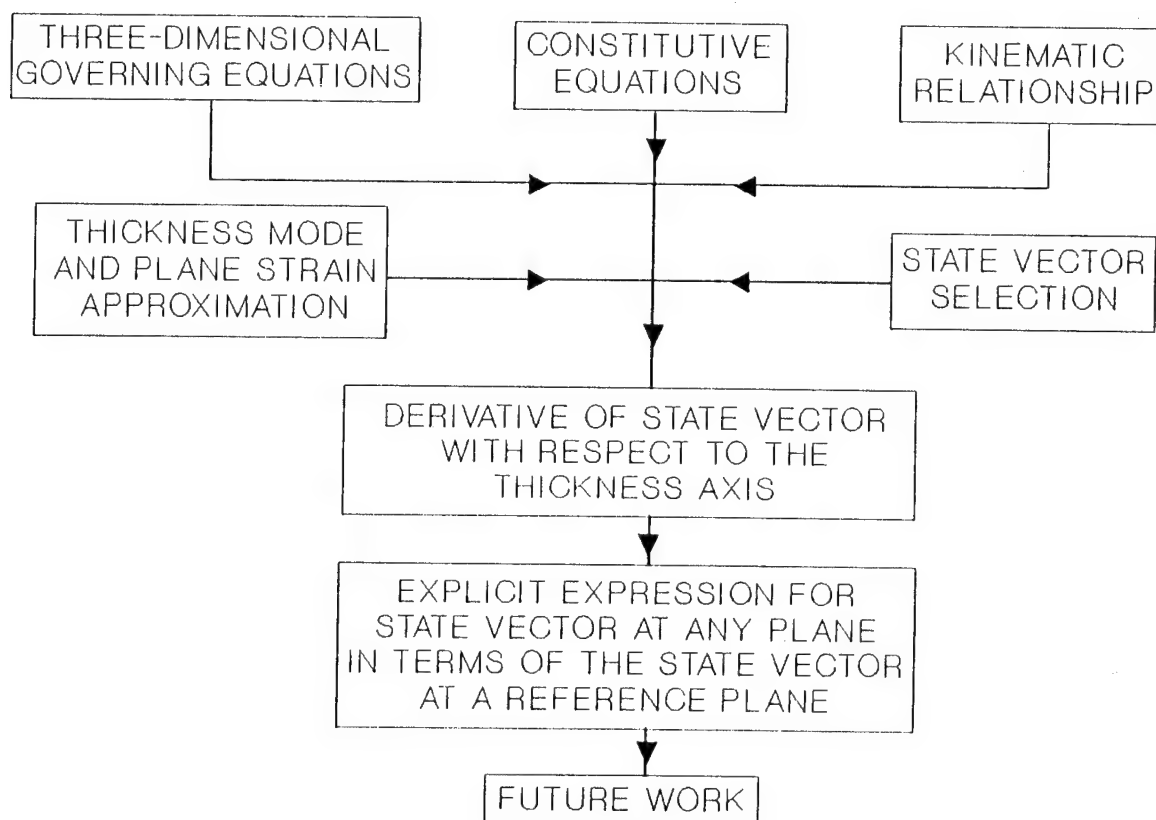 THREE-DIMENSIONAL
GOVERNING EQUATIONS
CONSTITUTIVE
EQUATIONS
KINEMATIC
RELATIONSHIP
THICKNESS MODE
AND PLANE STRAIN
APPROXIMATION
STATE VECTOR
SELECTION
DERIVATIVE OF STATE VECTOR
WITH RESPECT TO THE
THICKNESS AXIS
EXPLICIT EXPRESSION FOR
STATE VECTOR AT ANY PLANE
IN TERMS OF THE STATE VECTOR
AT A REFERENCE PLANE
FUTURE WORK